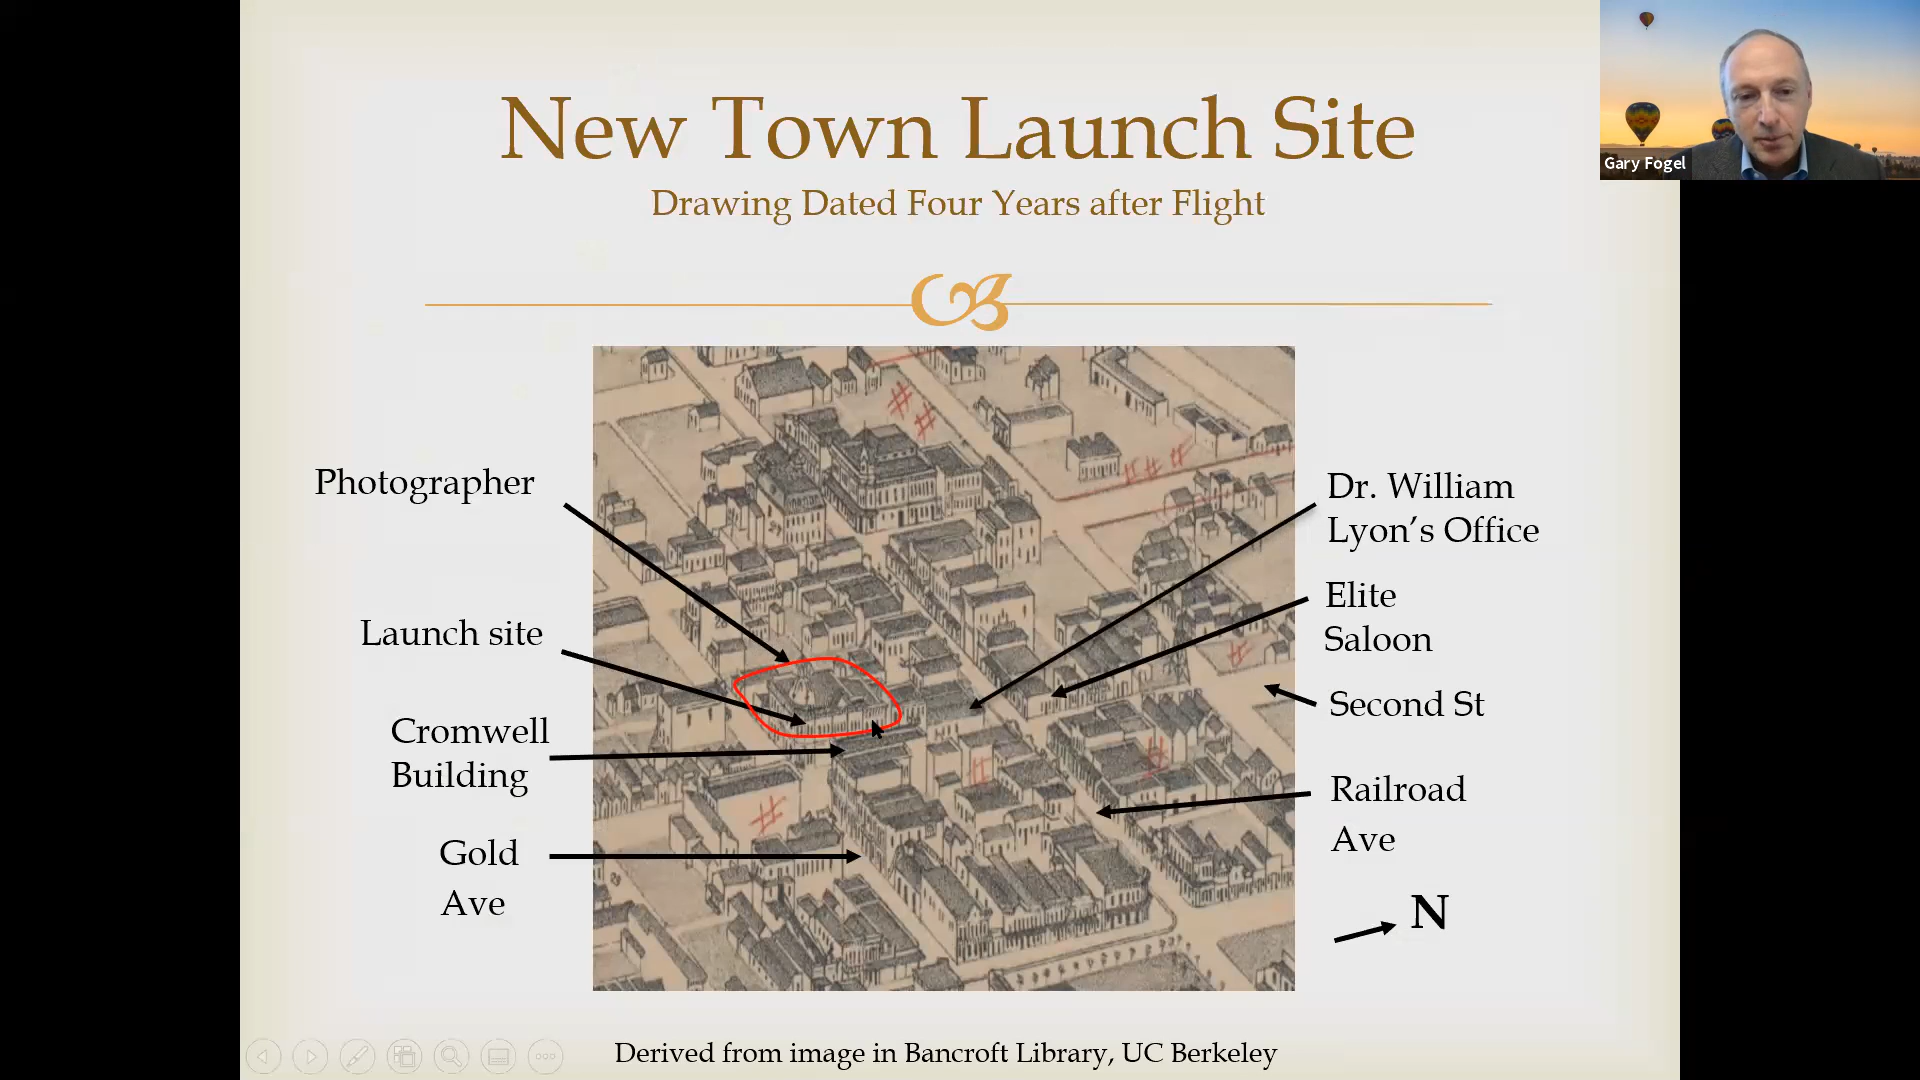 New Town Launch Site
Drawing Dated Four Years after Flight
Gary Fogel
Photographer
Launch site
Cromwell
Building
Gold
Ave
Dr. William
Lyon’s Office
Elite
Saloon
Second St
Railroad
Ave
N
Derived from image in Bancroft Library, UC Berkeley